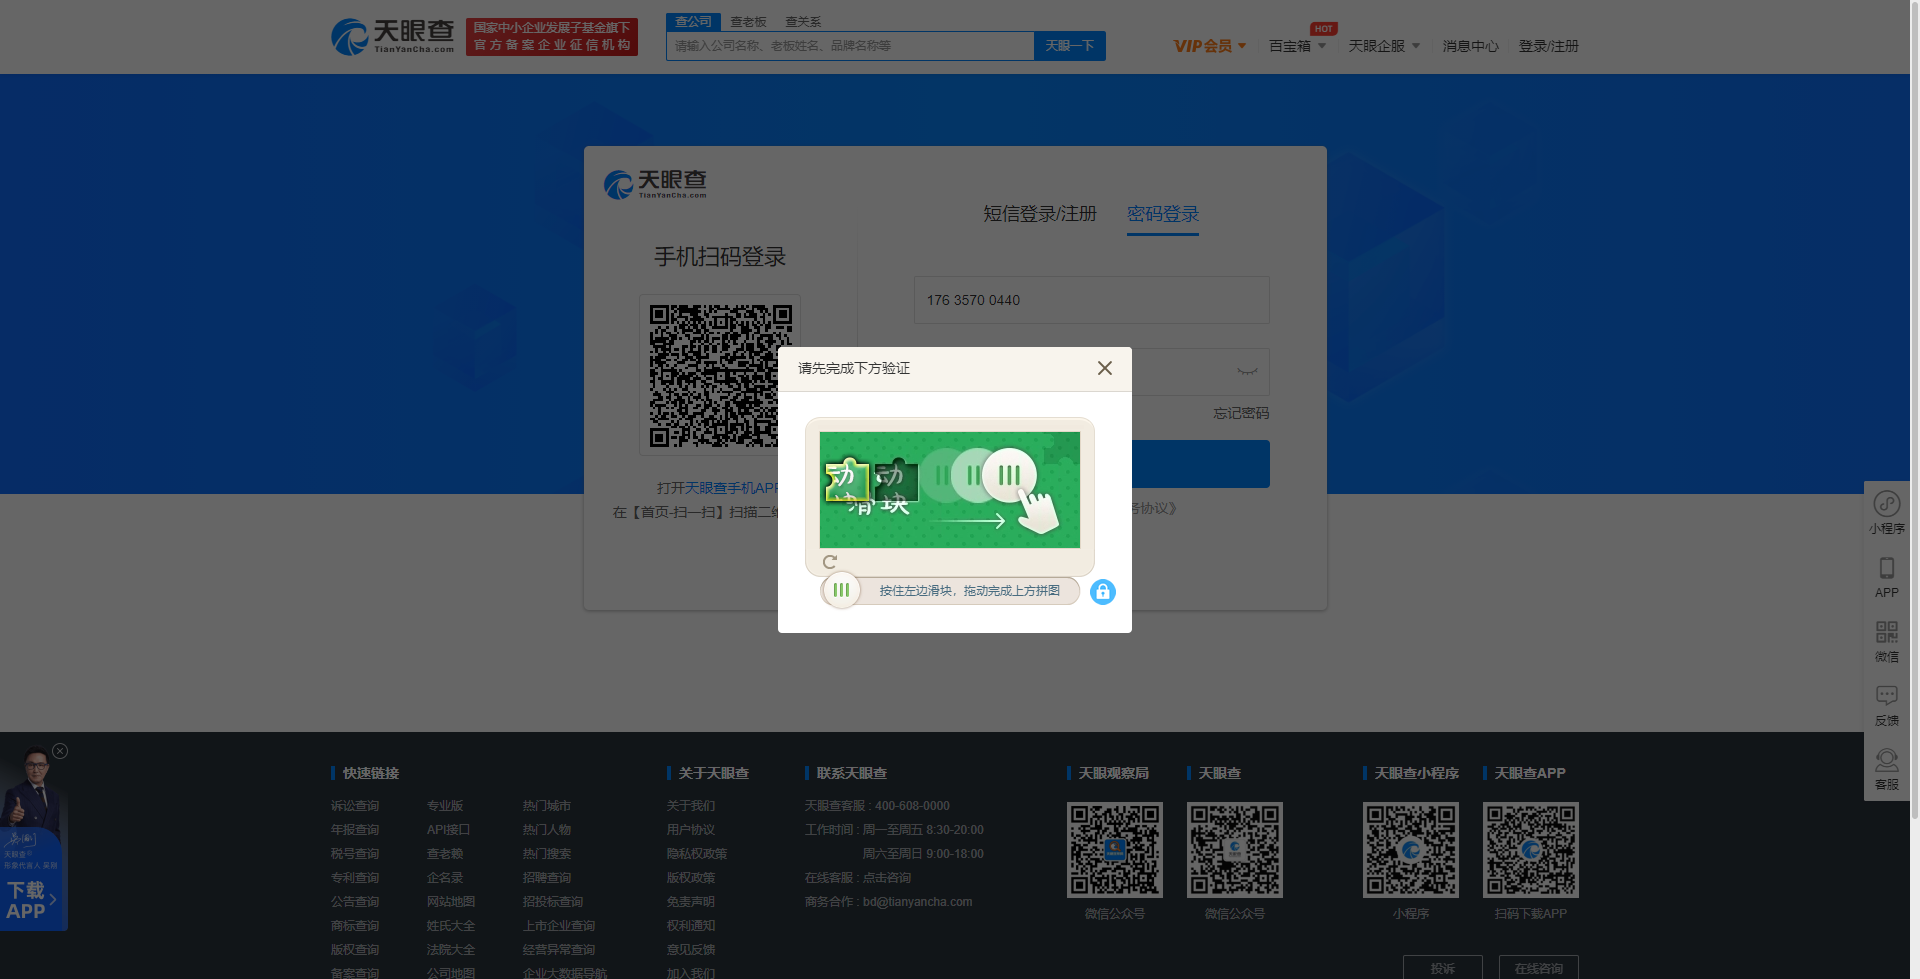 天眼查
TianYanCha.com
国家中小企业发展子基金旗下
官方备案企业征信机构
查公司 查老板 查关系
请输入公司名称、老板姓名、品牌名称等 天眼一下
VIP会员 百宝箱 HOT 天眼企服 消息中心 登录/注册
天眼查
TianYanCha.com
短信登录/注册 密码登录
手机扫码登录
176 3570 0440
请先完成下方验证
忘记密码
动 动
滑块
按住左边滑块，拖动完成上方拼图
打开天眼查手机APP
在【首页-扫一扫】扫描二维
务协议》
小程序
APP
微信
反馈
客服
天眼查
形象代言人
下载
APP
快速链接
诉讼查询 专业版 热门城市
年报查询 API接口 热门人物
税号查询 查老赖 热门搜索
专利查询 企名录 招聘查询
公告查询 网站地图 招投标查询
商标查询 姓氏大全 上市企业查询
版权查询 法院大全 经营异常查询
备案查询 公司地图 企业大数据导航
关于天眼查
关于我们
用户协议
隐私权政策
版权政策
免责声明
权利通知
意见反馈
加入我们
联系天眼查
天眼查客服 : 400-608-0000
工作时间 : 周一至周五 8:30-20:00
周六至周日 9:00-18:00
在线客服 : 点击咨询
商务合作 : bd@tianyancha.com
天眼观察局 天眼查 天眼查小程序 天眼查APP
微信公众号 微信公众号 小程序 扫码下载APP
投诉 在线咨询